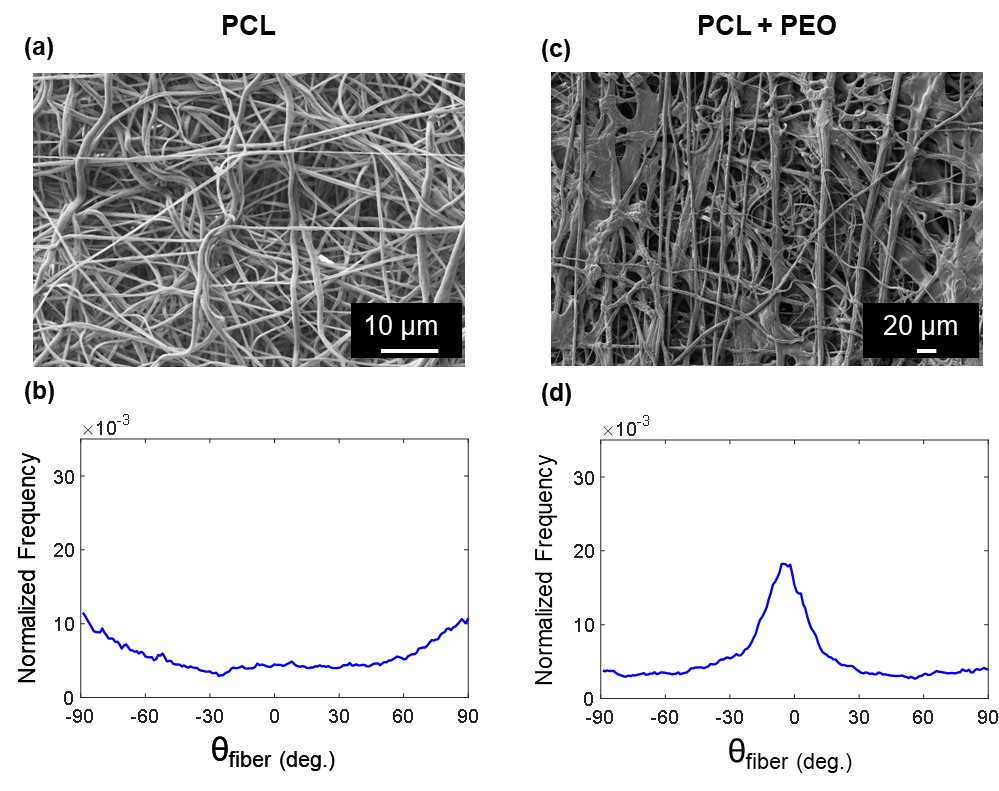 PCL
PCL + PEO
(a)
(c)
10 µm
20 µm
(b)
(d)
×10-3
30
20
10
0
Normalized Frequency
-90 -60 -30 0 30 60 90
θfiber (deg.)
×10-3
30
20
10
0
Normalized Frequency
-90 -60 -30 0 30 60 90
θfiber (deg.)